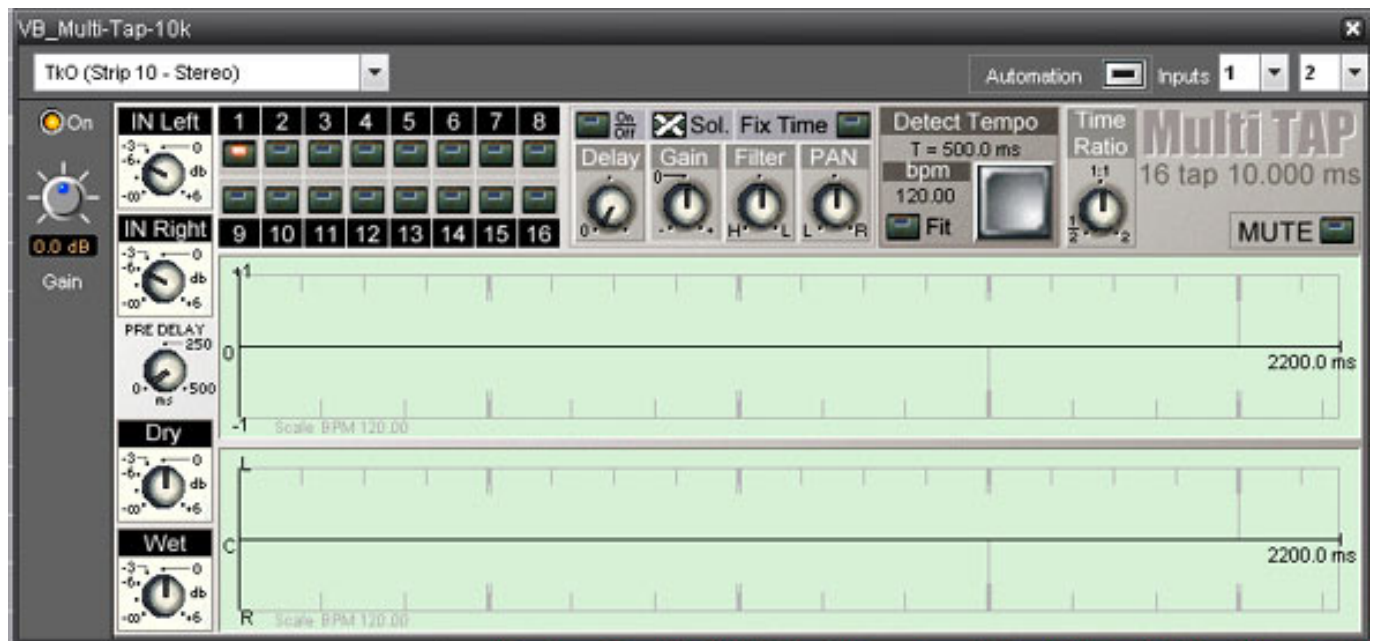 VB_Multi-Tap-10k
TkO (Strip 10 - Stereo)
Automation Inputs 1 2
On
0.0 dB
Gain
IN Left
-3 0
-6
db
-∞ +6
IN Right
-3 0
-6
db
-∞ +6
PRE DELAY
250
0 500
ms
Dry
-3 0
-6
db
-∞ +6
Wet
-3 0
-6
db
-∞ +6
1 2 3 4 5 6 7 8
9 10 11 12 13 14 15 16
On
Off
Sol. Fix Time
Delay Gain Filter PAN
0
0 - + H L L R
Detect Tempo
T = 500.0 ms
bpm
120.00
Fit
Time
Ratio
1:1
1/2 2
Multi TAP
16 tap 10.000 ms
MUTE
+1
0
2200.0 ms
-1 Scale BPM 120.00
L
C
2200.0 ms
R Scale BPM 120.00